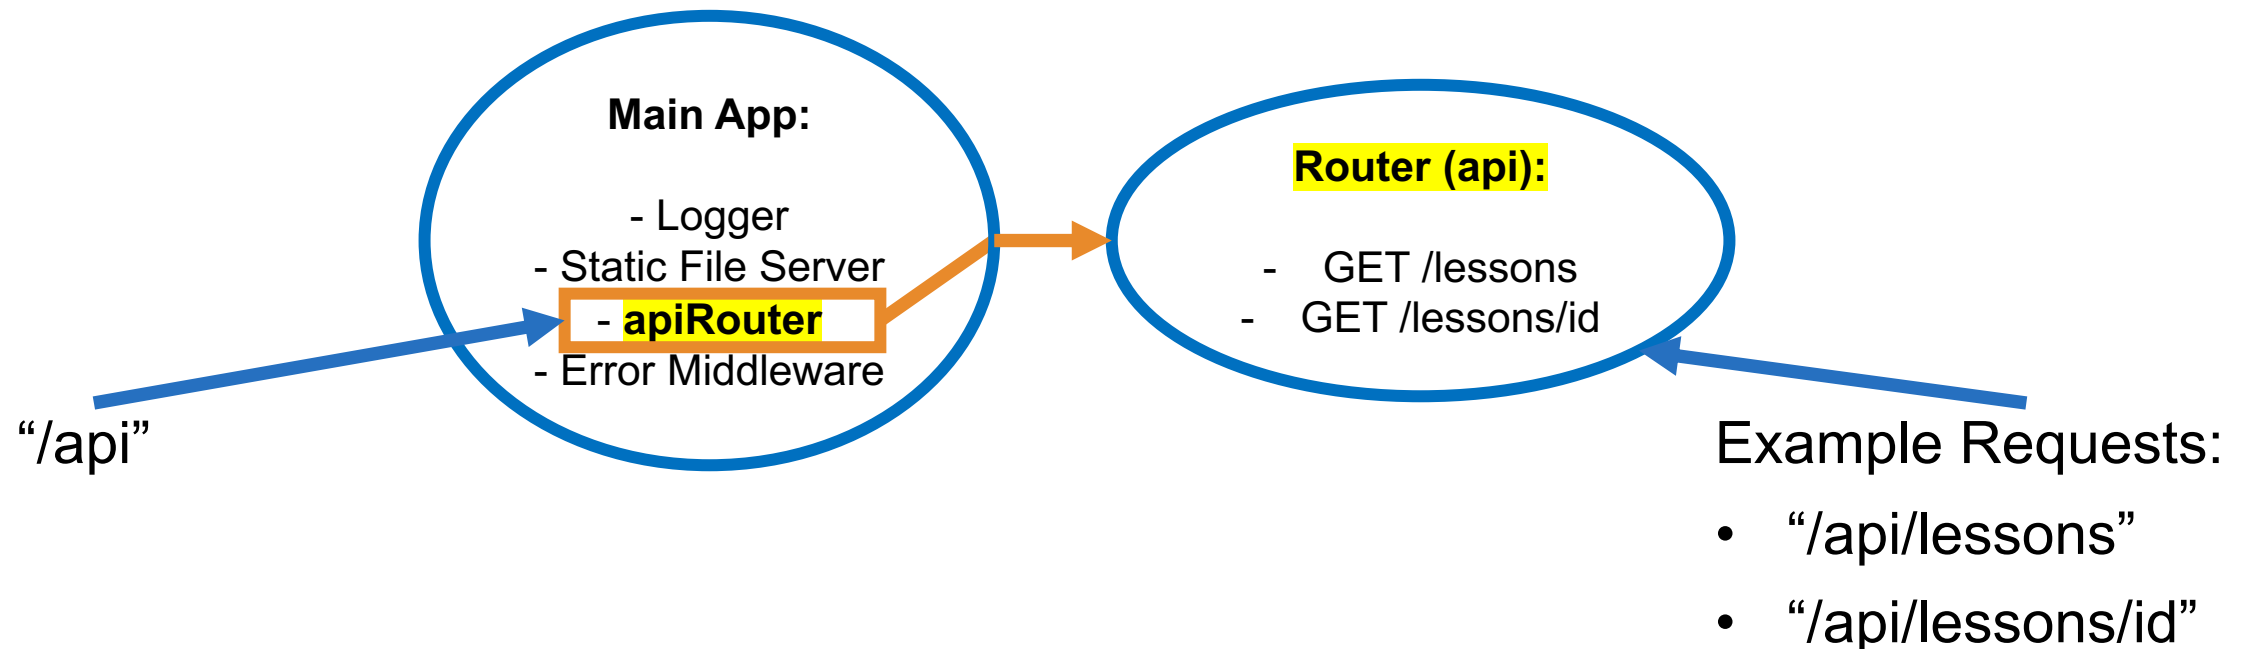 Main App:
- Logger
- Static File Server
- apiRouter
- Error Middleware
“/api”
Router (api):
- GET /lessons
- GET /lessons/id
Example Requests:
• “/api/lessons”
• “/api/lessons/id”